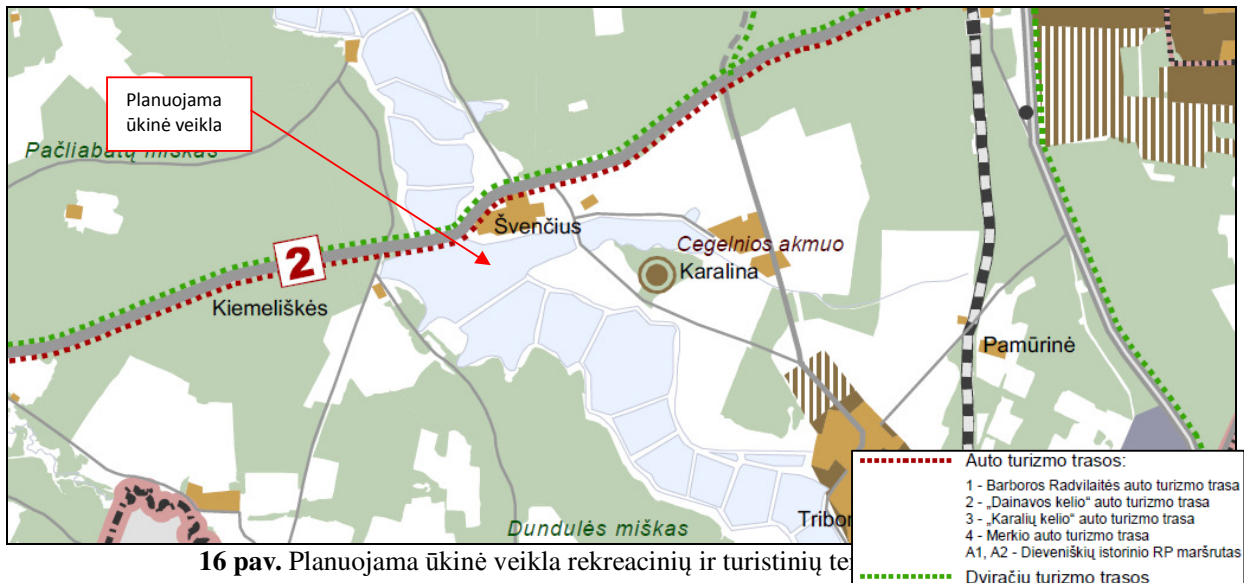 Planuojama
ūkinė veikla
Pačliabatų miškas
Švenčius
Cegelnios akmuo
Karalina
2
Kiemeliškės
Pamūrinė
Dundulės miškas
Tribon
Auto turizmo trasos:
1 - Barboros Radvilaitės auto turizmo trasa
2 - „Dainavos kelio“ auto turizmo trasa
3 - „Karalių kelio“ auto turizmo trasa
4 - Merkio auto turizmo trasa
A1, A2 - Dieveniškių istorinio RP maršrutas
Dviračių turizmo trasos
16 pav. Planuojama ūkinė veikla rekreacinių ir turistinių te